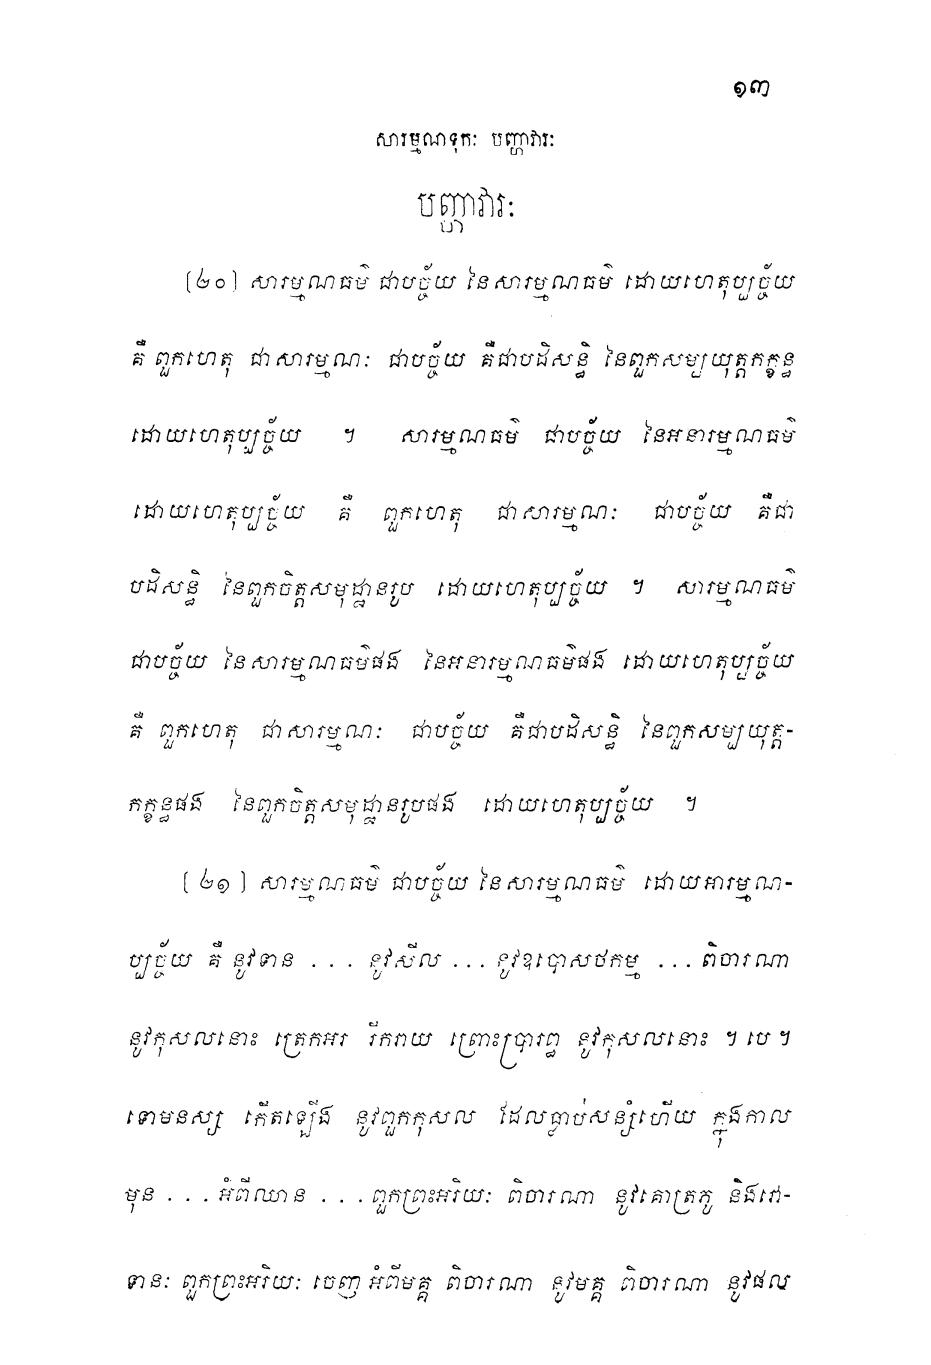 ១៣
សារម្មណទុកៈ បញ្ហាវារៈ
បញ្ហាវារៈ
(២០) សារម្មណធម៌ ជាបច្ច័យ នៃសារម្មណធម៌ ដោយហេតុប្បច្ច័យ
គឺ ពួកហេតុ ជាសារម្មណៈ ជាបច្ច័យ គឺជាបដិសន្ធិ នៃពួកសម្បយុត្តកក្ខន្ធ
ដោយហេតុប្បច្ច័យ ។ សារម្មណធម៌ ជាបច្ច័យ នៃអនារម្មណធម៌
ដោយហេតុប្បច្ច័យ គឺ ពួកហេតុ ជាសារម្មណៈ ជាបច្ច័យ គឺជា
បដិសន្ធិ នៃពួកចិត្តសមុដ្ឋានរូប ដោយហេតុប្បច្ច័យ ។ សារម្មណធម៌
ជាបច្ច័យ នៃសារម្មណធម៌ផង នៃអនារម្មណធម៌ផង ដោយហេតុប្បច្ច័យ
គឺ ពួកហេតុ ជាសារម្មណៈ ជាបច្ច័យ គឺជាបដិសន្ធិ នៃពួកសម្បយុត្ត-
កក្ខន្ធផង នៃពួកចិត្តសមុដ្ឋានរូបផង ដោយហេតុប្បច្ច័យ ។
(២១) សារម្មណធម៌ ជាបច្ច័យ នៃសារម្មណធម៌ ដោយអារម្មណ-
ប្បច្ច័យ គឺ នូវទាន ... នូវសីល ... នូវឧបោសថកម្ម ... ពិចារណា
នូវកុសលនោះ ត្រេកអរ រីករាយ ព្រោះប្រារព្ធ នូវកុសលនោះ ។ បេ ។
ទោមនស្ស កើតឡើង នូវពួកកុសល ដែលធ្លាប់សន្សំហើយ ក្នុងកាល
មុន ... អំពីឈាន ... ពួកព្រះអរិយៈ ពិចារណា នូវគោត្រភូ និងវោ-
ទានៈ ពួកព្រះអរិយៈ ចេញ អំពីមគ្គ ពិចារណា នូវមគ្គ ពិចារណា នូវផល